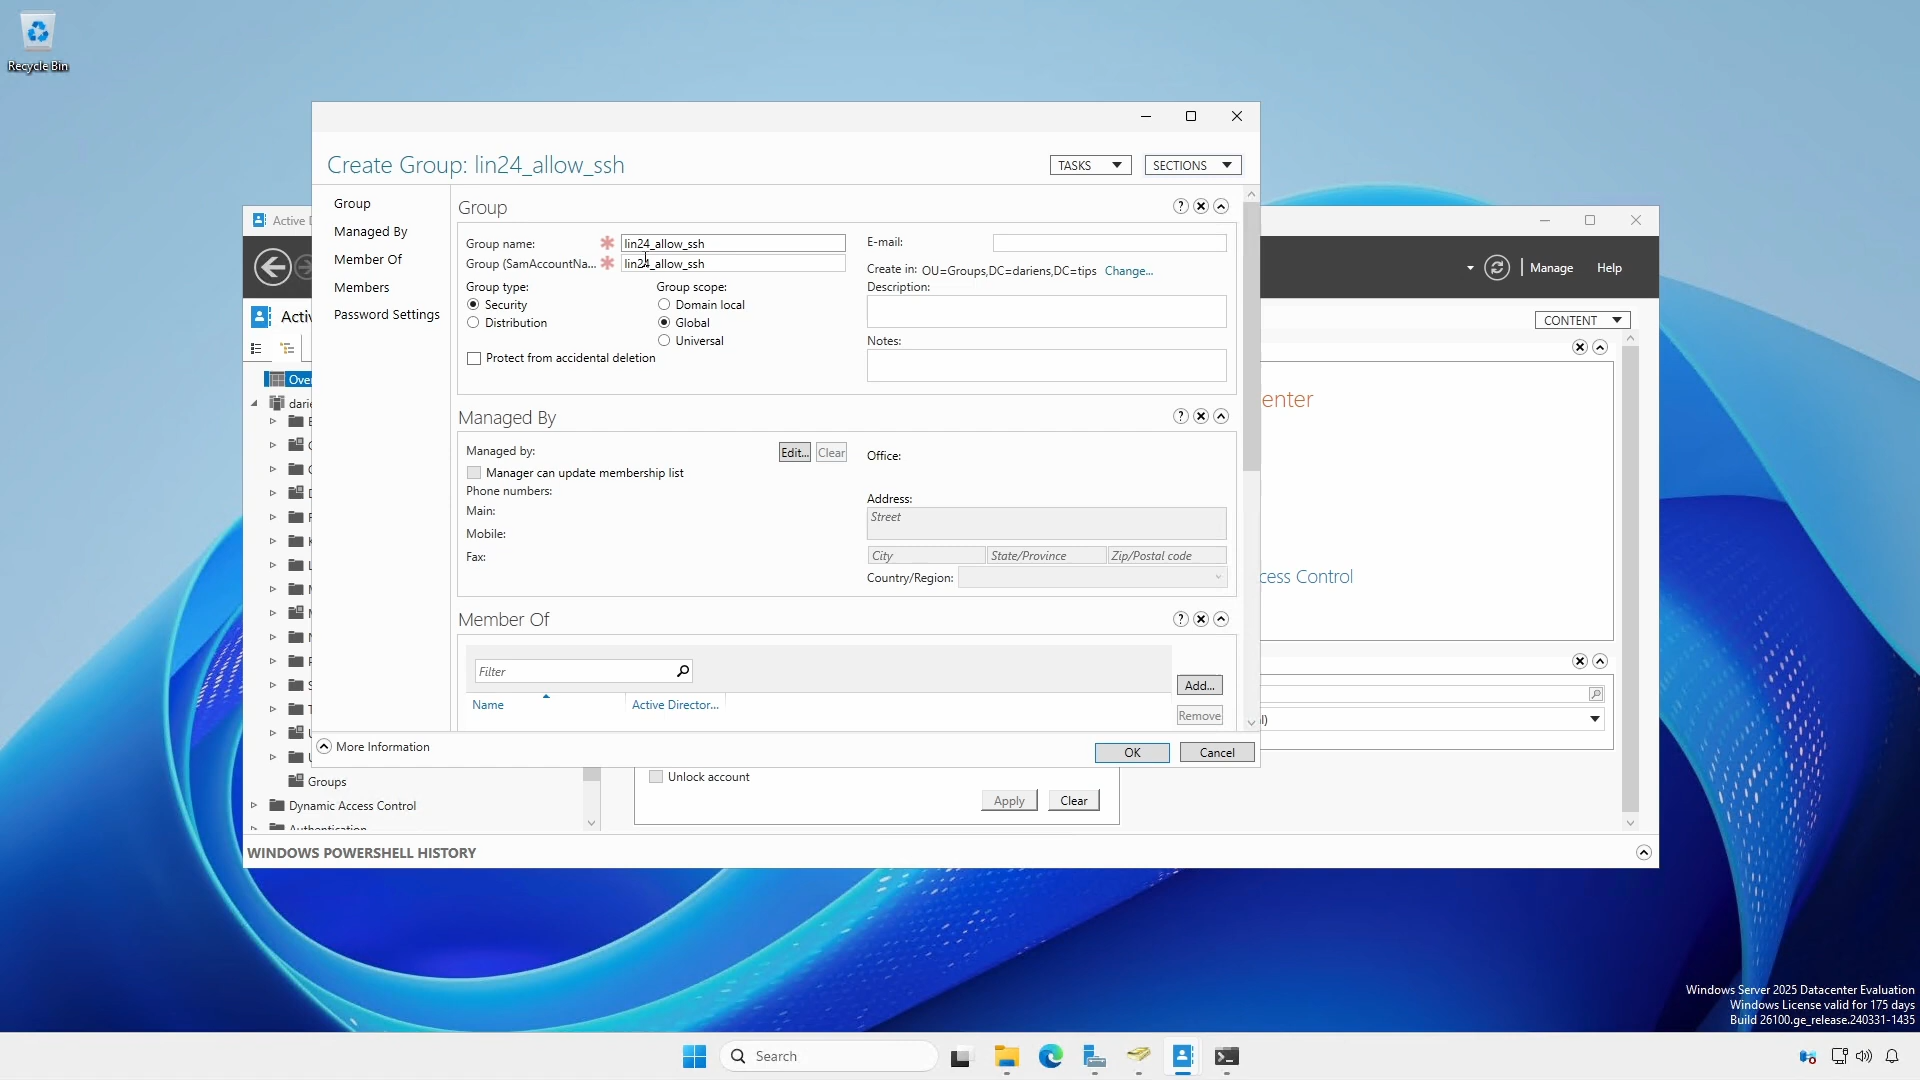 Recycle Bin
Create Group: lin24_allow_ssh
TASKS
SECTIONS
Group
Managed By
Member Of
Members
Password Settings
Group
Group name:
lin24_allow_ssh
Group (SamAccountNa...
lin24_allow_ssh
Group type:
Security
Distribution
Group scope:
Domain local
Global
Universal
Protect from accidental deletion
E-mail:
Create in: OU=Groups,DC=dariens,DC=tips Change...
Description:
Notes:
Managed By
Managed by:
Edit...
Clear
Manager can update membership list
Phone numbers:
Main:
Mobile:
Fax:
Office:
Address:
Street
City
State/Province
Zip/Postal code
Country/Region:
Member Of
Filter
Name
Active Director...
Add...
Remove
More Information
OK
Cancel
Active D
Activ
Over
darie
Groups
Dynamic Access Control
Authentication
Manage
Help
CONTENT
enter
cess Control
Unlock account
Apply
Clear
WINDOWS POWERSHELL HISTORY
Windows Server 2025 Datacenter Evaluation
Windows License valid for 175 days
Build 26100.ge_release.240331-1435
Search